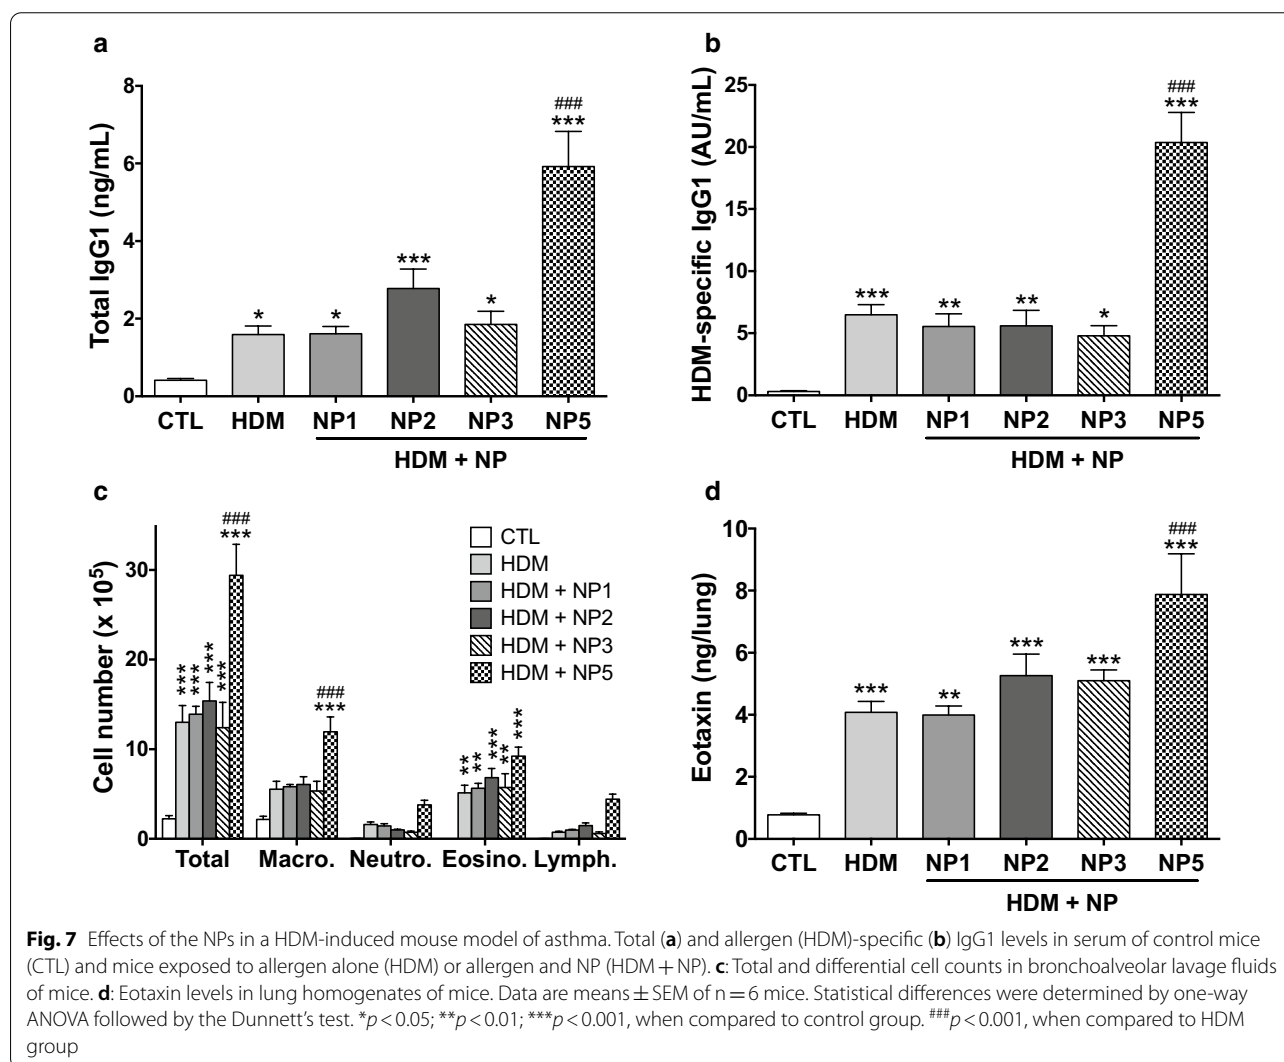 a
Total IgG1 (ng/mL)
8
6
4
2
0
*
*
***
*
###
***
CTL HDM NP1 NP2 NP3 NP5
HDM + NP
b
HDM-specific IgG1 (AU/mL)
25
20
15
10
5
0
***
**
**
*
###
***
CTL HDM NP1 NP2 NP3 NP5
HDM + NP
c
Cell number (x 10⁵)
30
20
10
0
***
***
***
***
###
***
###
***
**
**
***
**
***
Total Macro. Neutro. Eosino. Lymph.
CTL
HDM
HDM + NP1
HDM + NP2
HDM + NP3
HDM + NP5
d
Eotaxin (ng/lung)
10
8
6
4
2
0
***
**
***
***
###
***
CTL HDM NP1 NP2 NP3 NP5
HDM + NP
Fig. 7 Effects of the NPs in a HDM-induced mouse model of asthma. Total (a) and allergen (HDM)-specific (b) IgG1 levels in serum of control mice
(CTL) and mice exposed to allergen alone (HDM) or allergen and NP (HDM + NP). c: Total and differential cell counts in bronchoalveolar lavage fluids
of mice. d: Eotaxin levels in lung homogenates of mice. Data are means ± SEM of n = 6 mice. Statistical differences were determined by one-way
ANOVA followed by the Dunnett's test. *p < 0.05; **p < 0.01; ***p < 0.001, when compared to control group. ###p < 0.001, when compared to HDM
group